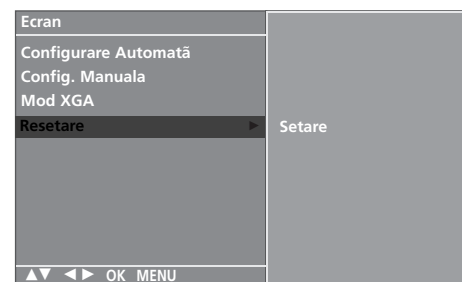 Ecran
Configurare Automată
Config. Manuala
Mod XGA
Resetare ►
Setare
▲▼ ◄► OK MENU